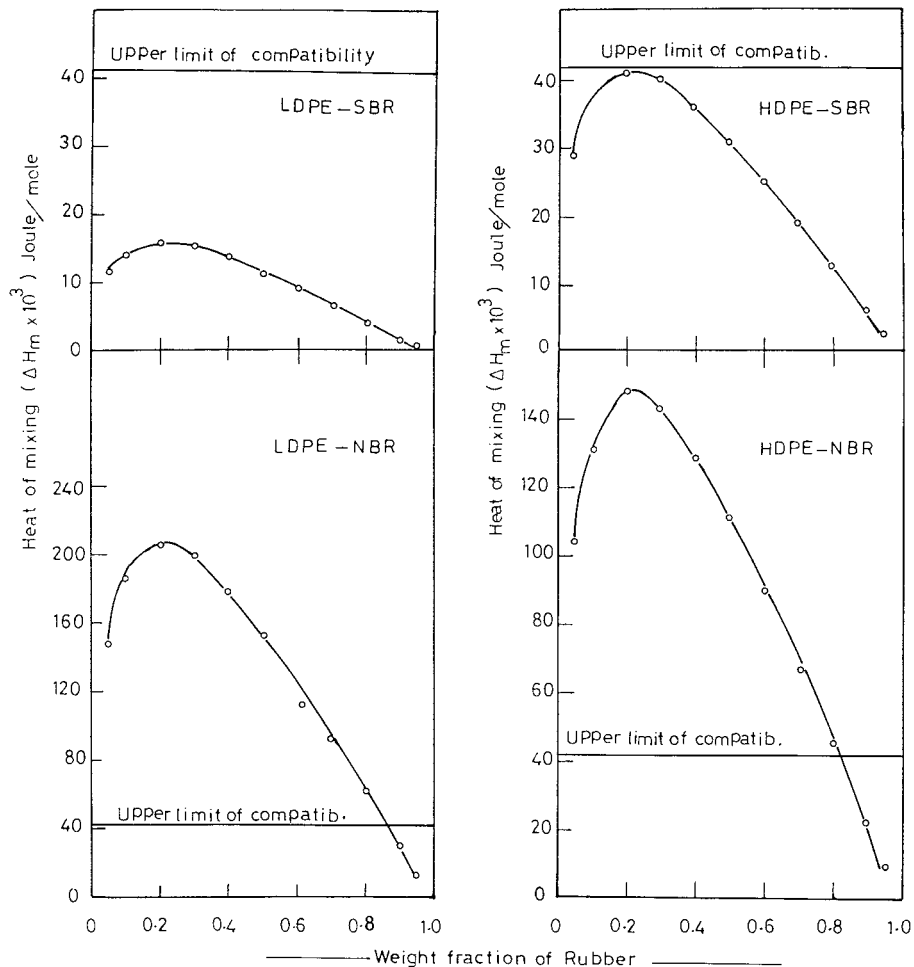 Upper limit of compatibility
LDPE-SBR
40
30
20
10
0
Upper limit of compatib.
HDPE-SBR
40
30
20
10
0
Heat of mixing (ΔHm x 10³) Joule/mole
Heat of mixing (ΔHm x 10³) Joule/mole
LDPE-NBR
240
200
160
120
80
40
0
Upper limit of compatib.
HDPE-NBR
140
120
100
80
60
40
20
0
Upper limit of compatib.
0 0.2 0.4 0.6 0.8 1.0
0 0.2 0.4 0.6 0.8 1.0
Weight fraction of Rubber